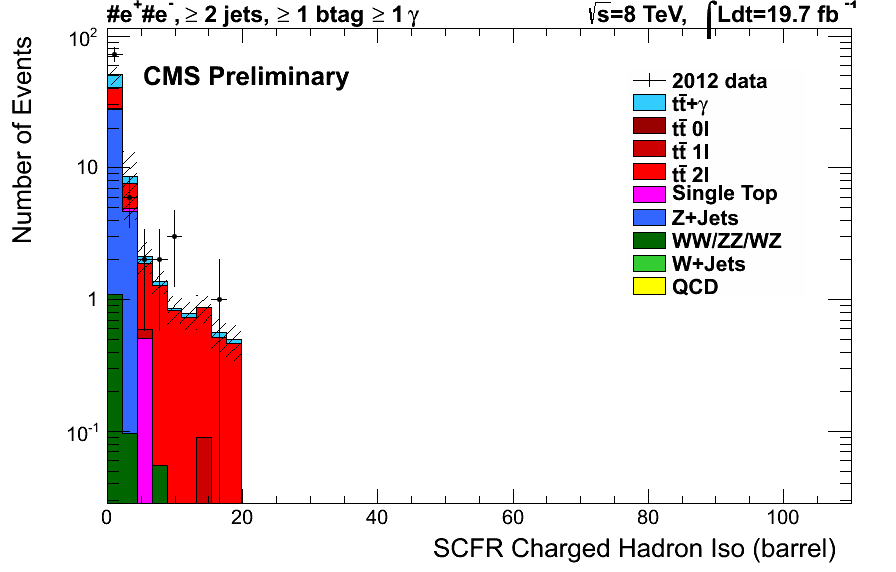 #e⁺#e⁻, ≥ 2 jets, ≥ 1 btag ≥ 1 γ
√s=8 TeV, ∫Ldt=19.7 fb⁻¹
CMS Preliminary
Number of Events
10²
10
1
10⁻¹
2012 data
tt̄+γ
tt̄ 0l
tt̄ 1l
tt̄ 2l
Single Top
Z+Jets
WW/ZZ/WZ
W+Jets
QCD
0 20 40 60 80 100
SCFR Charged Hadron Iso (barrel)